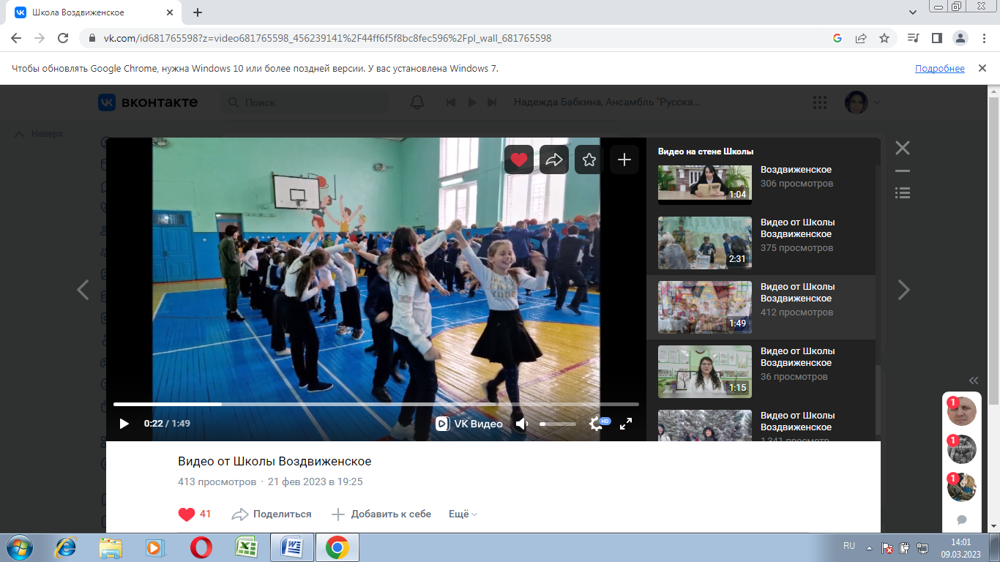 Школа Воздвиженское
vk.com/id681765598?z=video681765598_456239141%2F44ff6f5f8bc8fec596%2Fpl_wall_681765598
Чтобы обновлять Google Chrome, нужна Windows 10 или более поздней версии. У вас установлена Windows 7.
Подробнее
вконтакте
Поиск
Надежда Бабкина, Ансамбль "Русска...
Наверх
Видео на стене Школы
Воздвиженское
306 просмотров
1:04
Видео от Школы
Воздвиженское
375 просмотров
2:31
Видео от Школы
Воздвиженское
412 просмотров
1:49
Видео от Школы
Воздвиженское
36 просмотров
1:15
Видео от Школы
Воздвиженское
1 341 просмотр
0:22 / 1:49
VK Видео
HD
Видео от Школы Воздвиженское
413 просмотров · 21 фев 2023 в 19:25
41
Поделиться
Добавить к себе
Ещё
1
1
1
RU
14:01
09.03.2023